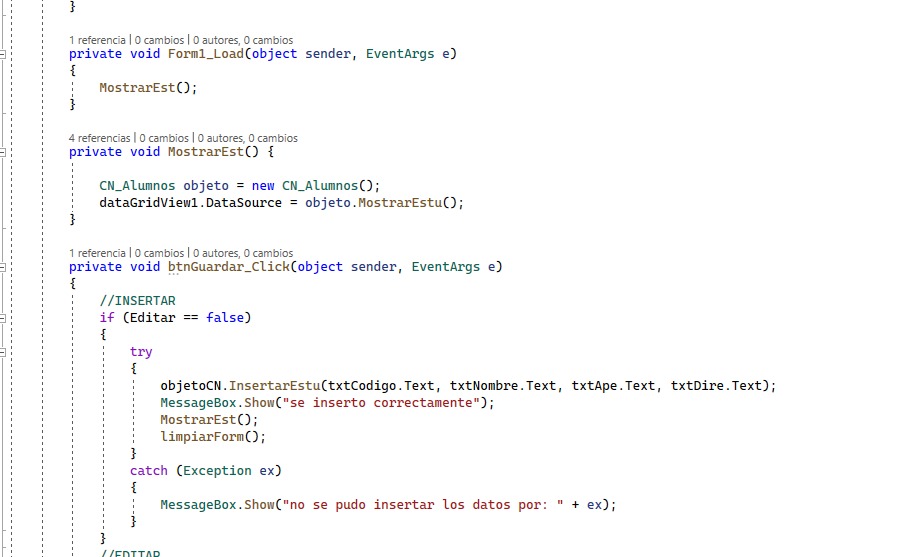 }
1 referencia | 0 cambios | 0 autores, 0 cambios
private void Form1_Load(object sender, EventArgs e)
{
MostrarEst();
}
4 referencias | 0 cambios | 0 autores, 0 cambios
private void MostrarEst() {
CN_Alumnos objeto = new CN_Alumnos();
dataGridView1.DataSource = objeto.MostrarEstu();
}
1 referencia | 0 cambios | 0 autores, 0 cambios
private void btnGuardar_Click(object sender, EventArgs e)
{
//INSERTAR
if (Editar == false)
{
try
{
objetoCN.InsertarEstu(txtCodigo.Text, txtNombre.Text, txtApe.Text, txtDire.Text);
MessageBox.Show("se inserto correctamente");
MostrarEst();
limpiarForm();
}
catch (Exception ex)
{
MessageBox.Show("no se pudo insertar los datos por: " + ex);
}
}
//EDITAR